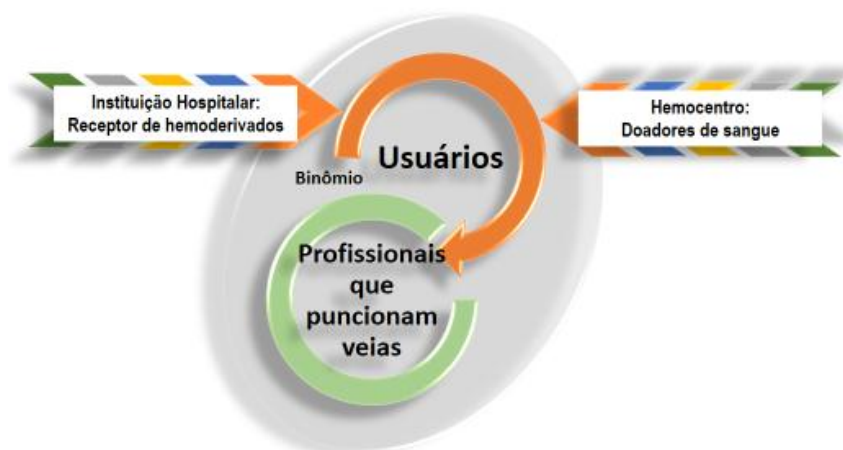 Instituição Hospitalar:
Receptor de hemoderivados
Hemocentro:
Doadores de sangue
Usuários
Binômio
Profissionais
que
puncionam
veias